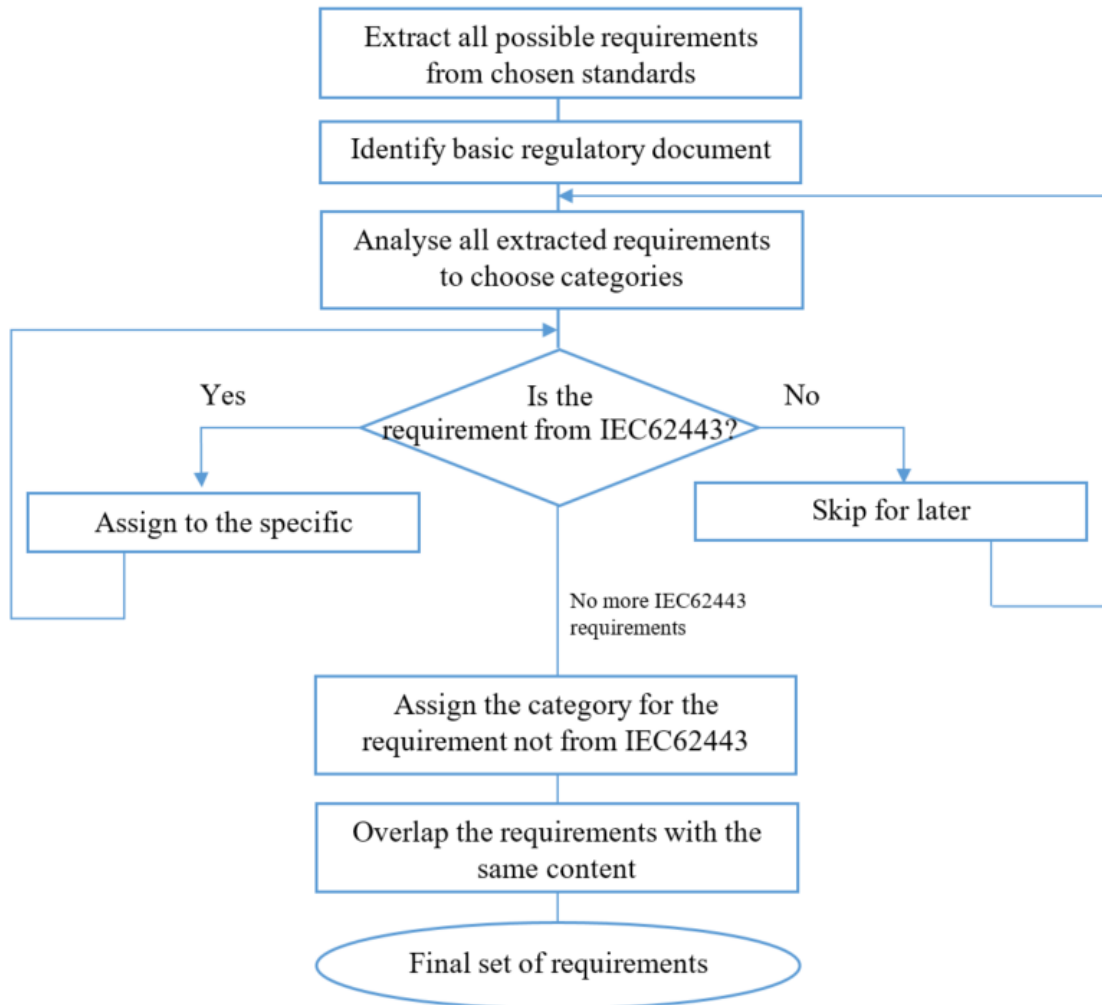 Extract all possible requirements
from chosen standards
Identify basic regulatory document
Analyse all extracted requirements
to choose categories
Yes
Is the
requirement from IEC62443?
No
Assign to the specific
Skip for later
No more IEC62443
requirements
Assign the category for the
requirement not from IEC62443
Overlap the requirements with the
same content
Final set of requirements